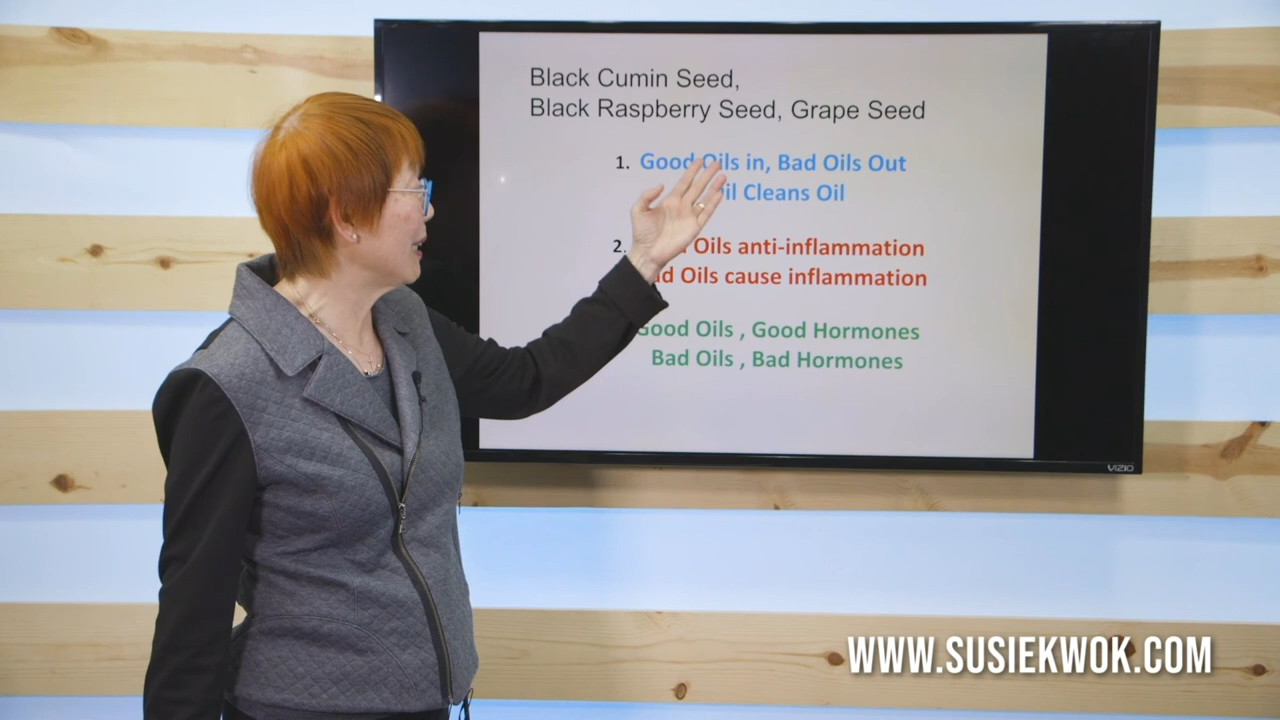 Black Cumin Seed,
Black Raspberry Seed, Grape Seed
1. Good Oils in, Bad Oils Out
Cleans Oil
2. Oils anti-inflammation
Oils cause inflammation
Good Oils , Good Hormones
Bad Oils , Bad Hormones
VIZIO
WWW.SUSIEKWOK.COM